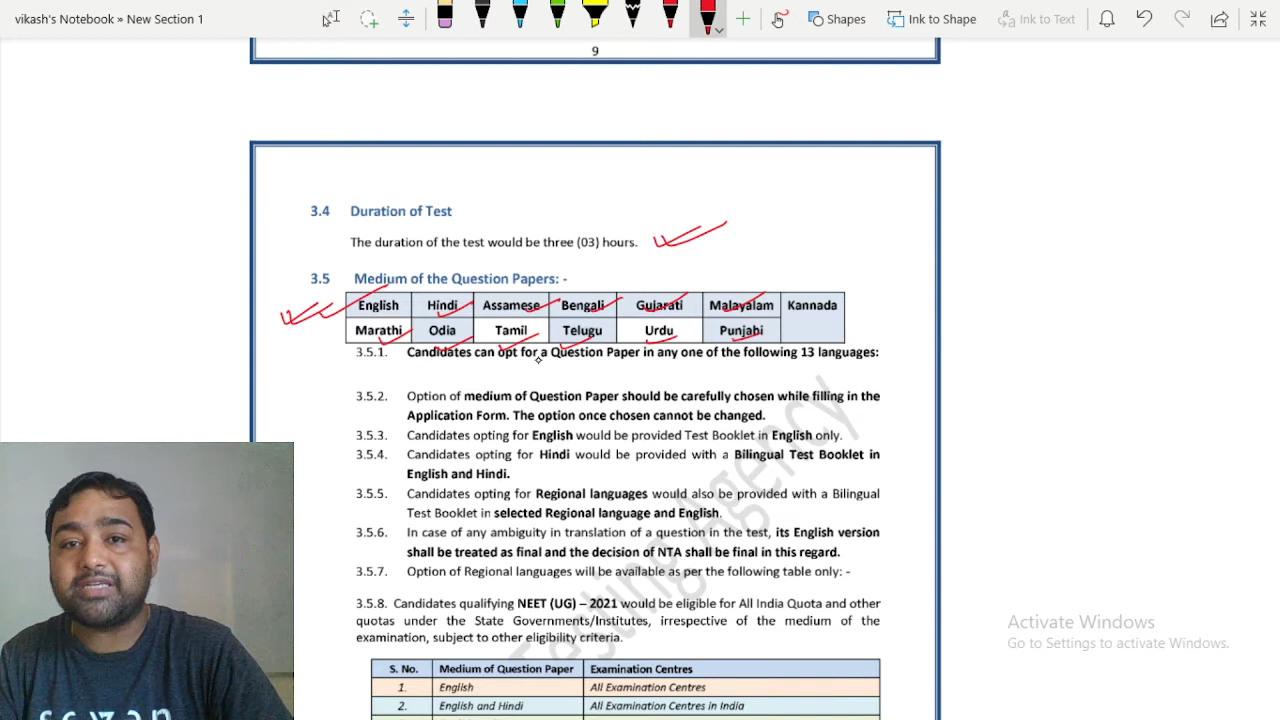 vikash's Notebook » New Section 1
Shapes
Ink to Shape
Ink to Text
9
3.4 Duration of Test
The duration of the test would be three (03) hours.
3.5 Medium of the Question Papers: -
English Hindi Assamese Bengali Gujarati Malayalam Kannada
Marathi Odia Tamil Telugu Urdu Punjabi
3.5.1. Candidates can opt for a Question Paper in any one of the following 13 languages:
3.5.2. Option of medium of Question Paper should be carefully chosen while filling in the
Application Form. The option once chosen cannot be changed.
3.5.3. Candidates opting for English would be provided Test Booklet in English only.
3.5.4. Candidates opting for Hindi would be provided with a Bilingual Test Booklet in
English and Hindi.
3.5.5. Candidates opting for Regional languages would also be provided with a Bilingual
Test Booklet in selected Regional language and English.
3.5.6. In case of any ambiguity in translation of a question in the test, its English version
shall be treated as final and the decision of NTA shall be final in this regard.
3.5.7. Option of Regional languages will be available as per the following table only: -
3.5.8. Candidates qualifying NEET (UG) – 2021 would be eligible for All India Quota and other
quotas under the State Governments/Institutes, irrespective of the medium of the
examination, subject to other eligibility criteria.
S. No. Medium of Question Paper Examination Centres
1. English All Examination Centres
2. English and Hindi All Examination Centres in India
Testing Agency
Activate Windows
Go to Settings to activate Windows.